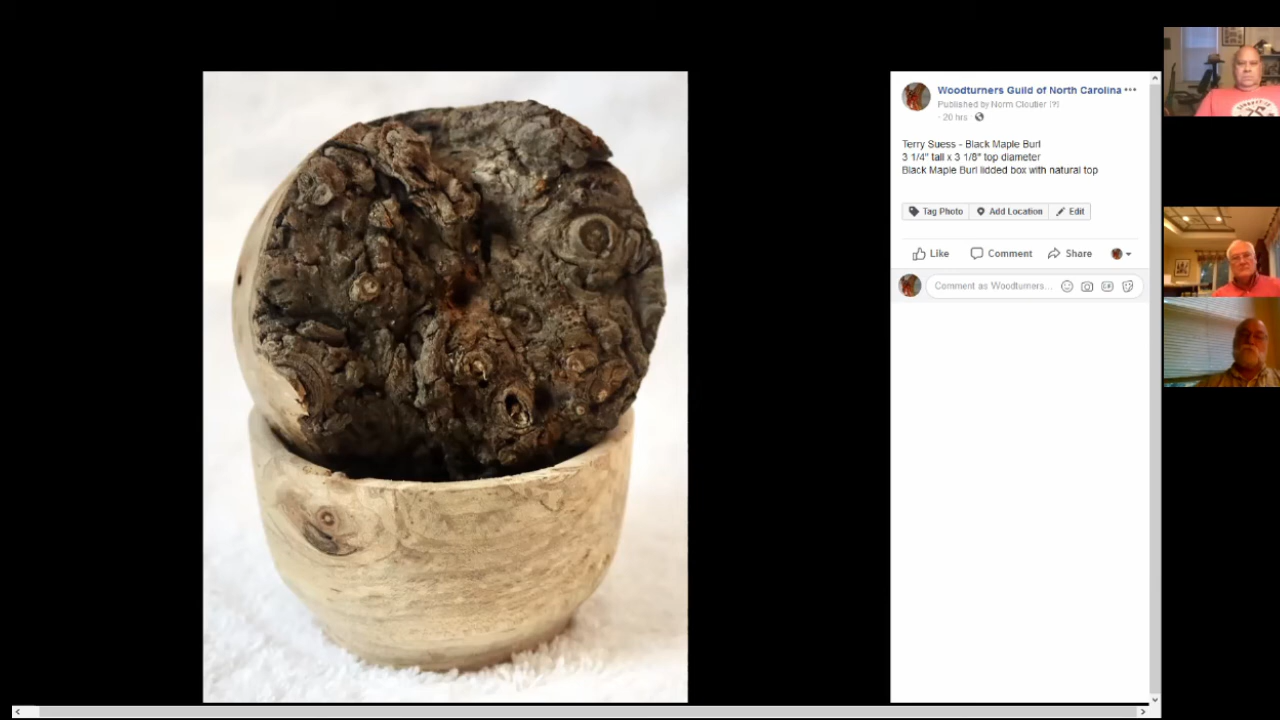 Woodturners Guild of North Carolina
Published by Norm Cloutier [?]
· 20 hrs ·
Terry Suess - Black Maple Burl
3 1/4" tall x 3 1/8" top diameter
Black Maple Burl lidded box with natural top
Tag Photo Add Location Edit
Like Comment Share
Comment as Woodturners...